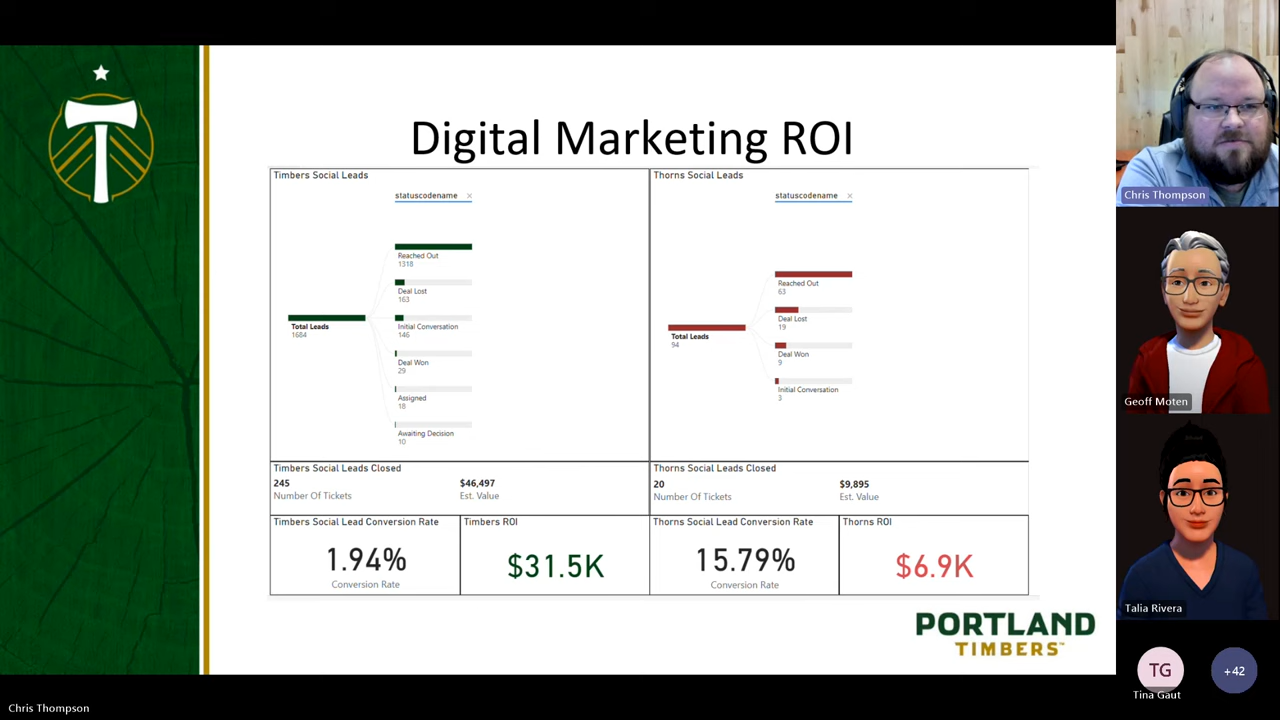 Digital Marketing ROI
Timbers Social Leads
statuscodename ×
Reached Out
1318
Deal Lost
163
Total Leads
1684
Initial Conversation
146
Deal Won
29
Assigned
18
Awaiting Decision
10
Thorns Social Leads
statuscodename ×
Reached Out
63
Deal Lost
19
Total Leads
94
Deal Won
9
Initial Conversation
3
Timbers Social Leads Closed
245
Number Of Tickets
$46,497
Est. Value
Thorns Social Leads Closed
20
Number Of Tickets
$9,895
Est. Value
Timbers Social Lead Conversion Rate
1.94%
Conversion Rate
Timbers ROI
$31.5K
Thorns Social Lead Conversion Rate
15.79%
Conversion Rate
Thorns ROI
$6.9K
PORTLAND
TIMBERS™
Chris Thompson
Geoff Moten
Talia Rivera
TG
Tina Gaut
+42
Chris Thompson